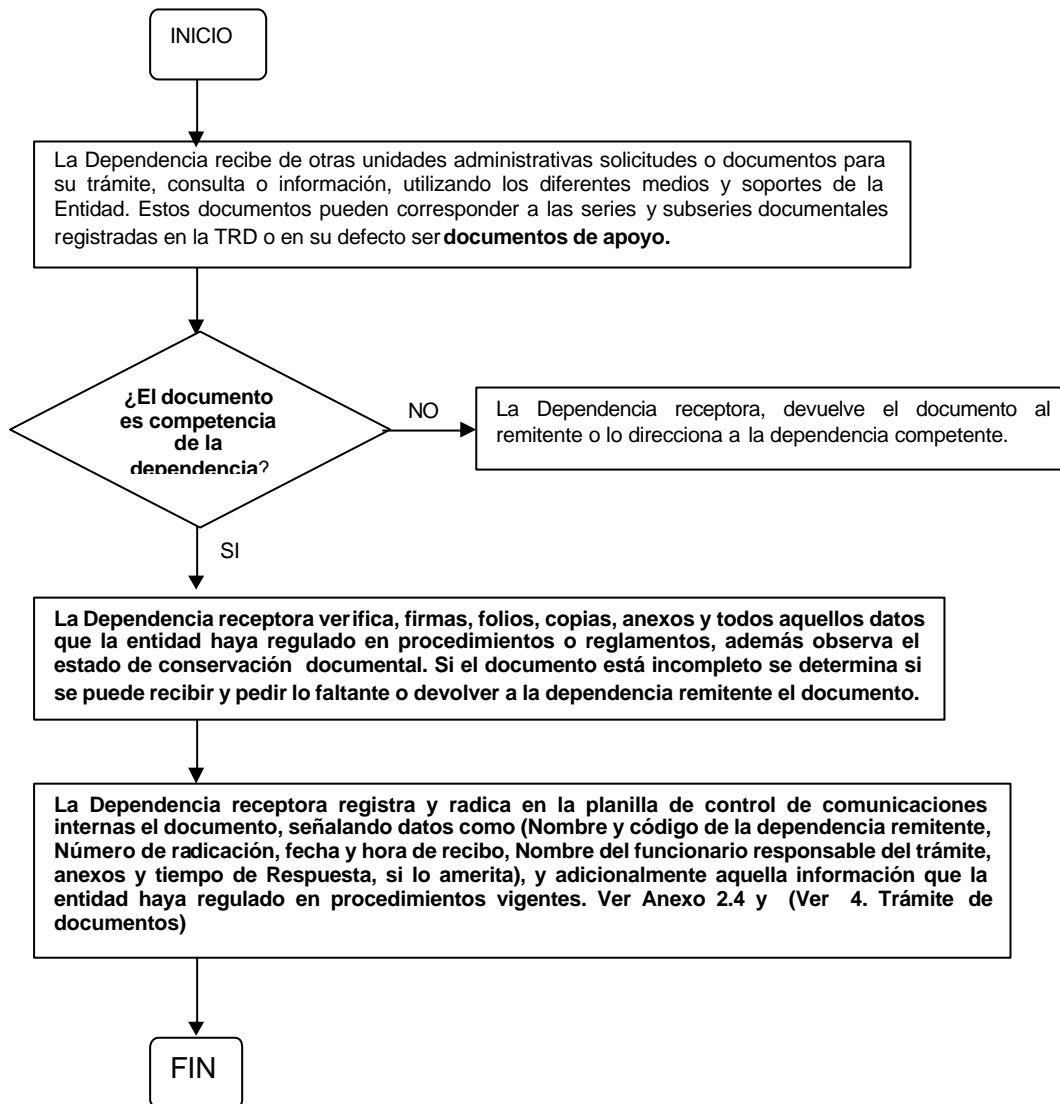 INICIO
La Dependencia recibe de otras unidades administrativas solicitudes o documentos para
su trámite, consulta o información, utilizando los diferentes medios y soportes de la
Entidad. Estos documentos pueden corresponder a las series y subseries documentales
registradas en la TRD o en su defecto ser documentos de apoyo.
¿El documento
es competencia
de la
dependencia?
NO
La Dependencia receptora, devuelve el documento al
remitente o lo direcciona a la dependencia competente.
SI
La Dependencia receptora verifica, firmas, folios, copias, anexos y todos aquellos datos
que la entidad haya regulado en procedimientos o reglamentos, además observa el
estado de conservación documental. Si el documento está incompleto se determina si
se puede recibir y pedir lo faltante o devolver a la dependencia remitente el documento.
La Dependencia receptora registra y radica en la planilla de control de comunicaciones
internas el documento, señalando datos como (Nombre y código de la dependencia remitente,
Número de radicación, fecha y hora de recibo, Nombre del funcionario responsable del trámite,
anexos y tiempo de Respuesta, si lo amerita), y adicionalmente aquella información que la
entidad haya regulado en procedimientos vigentes. Ver Anexo 2.4 y (Ver 4. Trámite de
documentos)
FIN